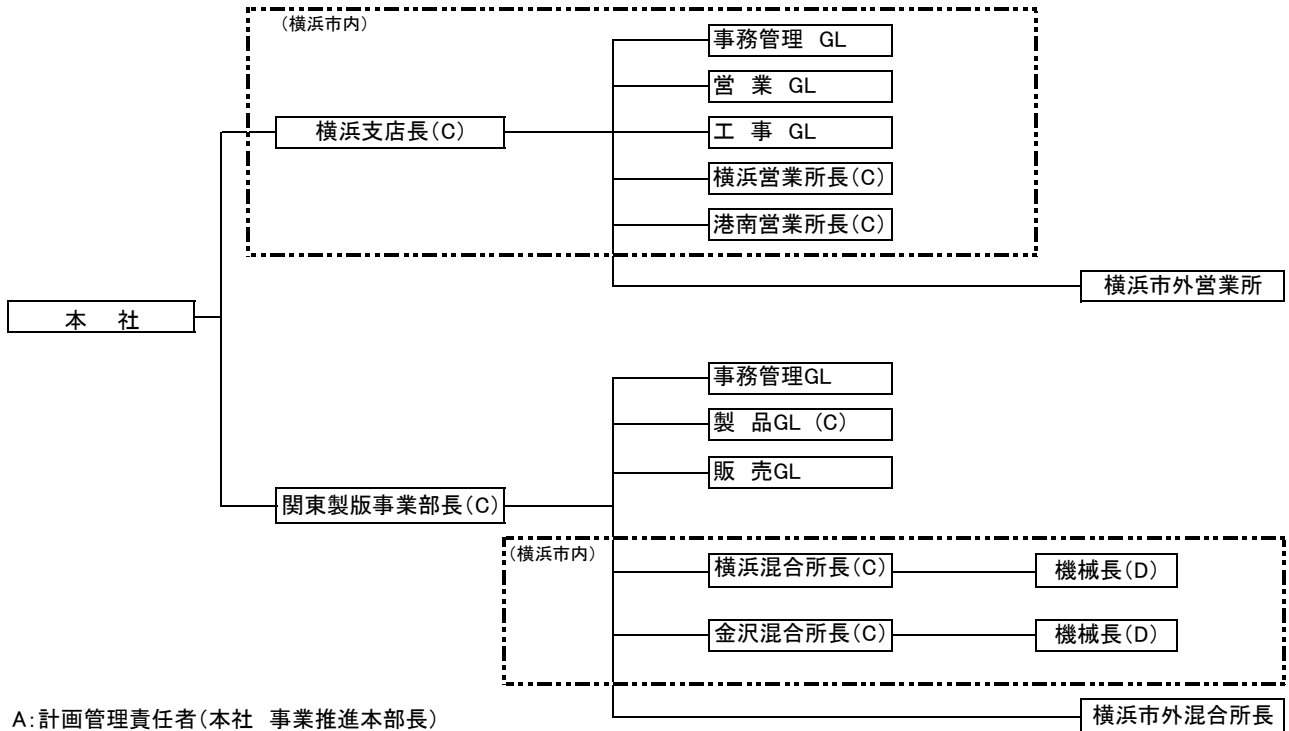 (横浜市内)
事務管理 GL
営 業 GL
横浜支店長(C)
工 事 GL
横浜営業所長(C)
港南営業所長(C)
横浜市外営業所
本 社
事務管理GL
製 品GL (C)
販 売GL
関東製版事業部長(C)
(横浜市内)
横浜混合所長(C)
機械長(D)
金沢混合所長(C)
機械長(D)
横浜市外混合所長
A:計画管理責任者(本社 事業推進本部長)